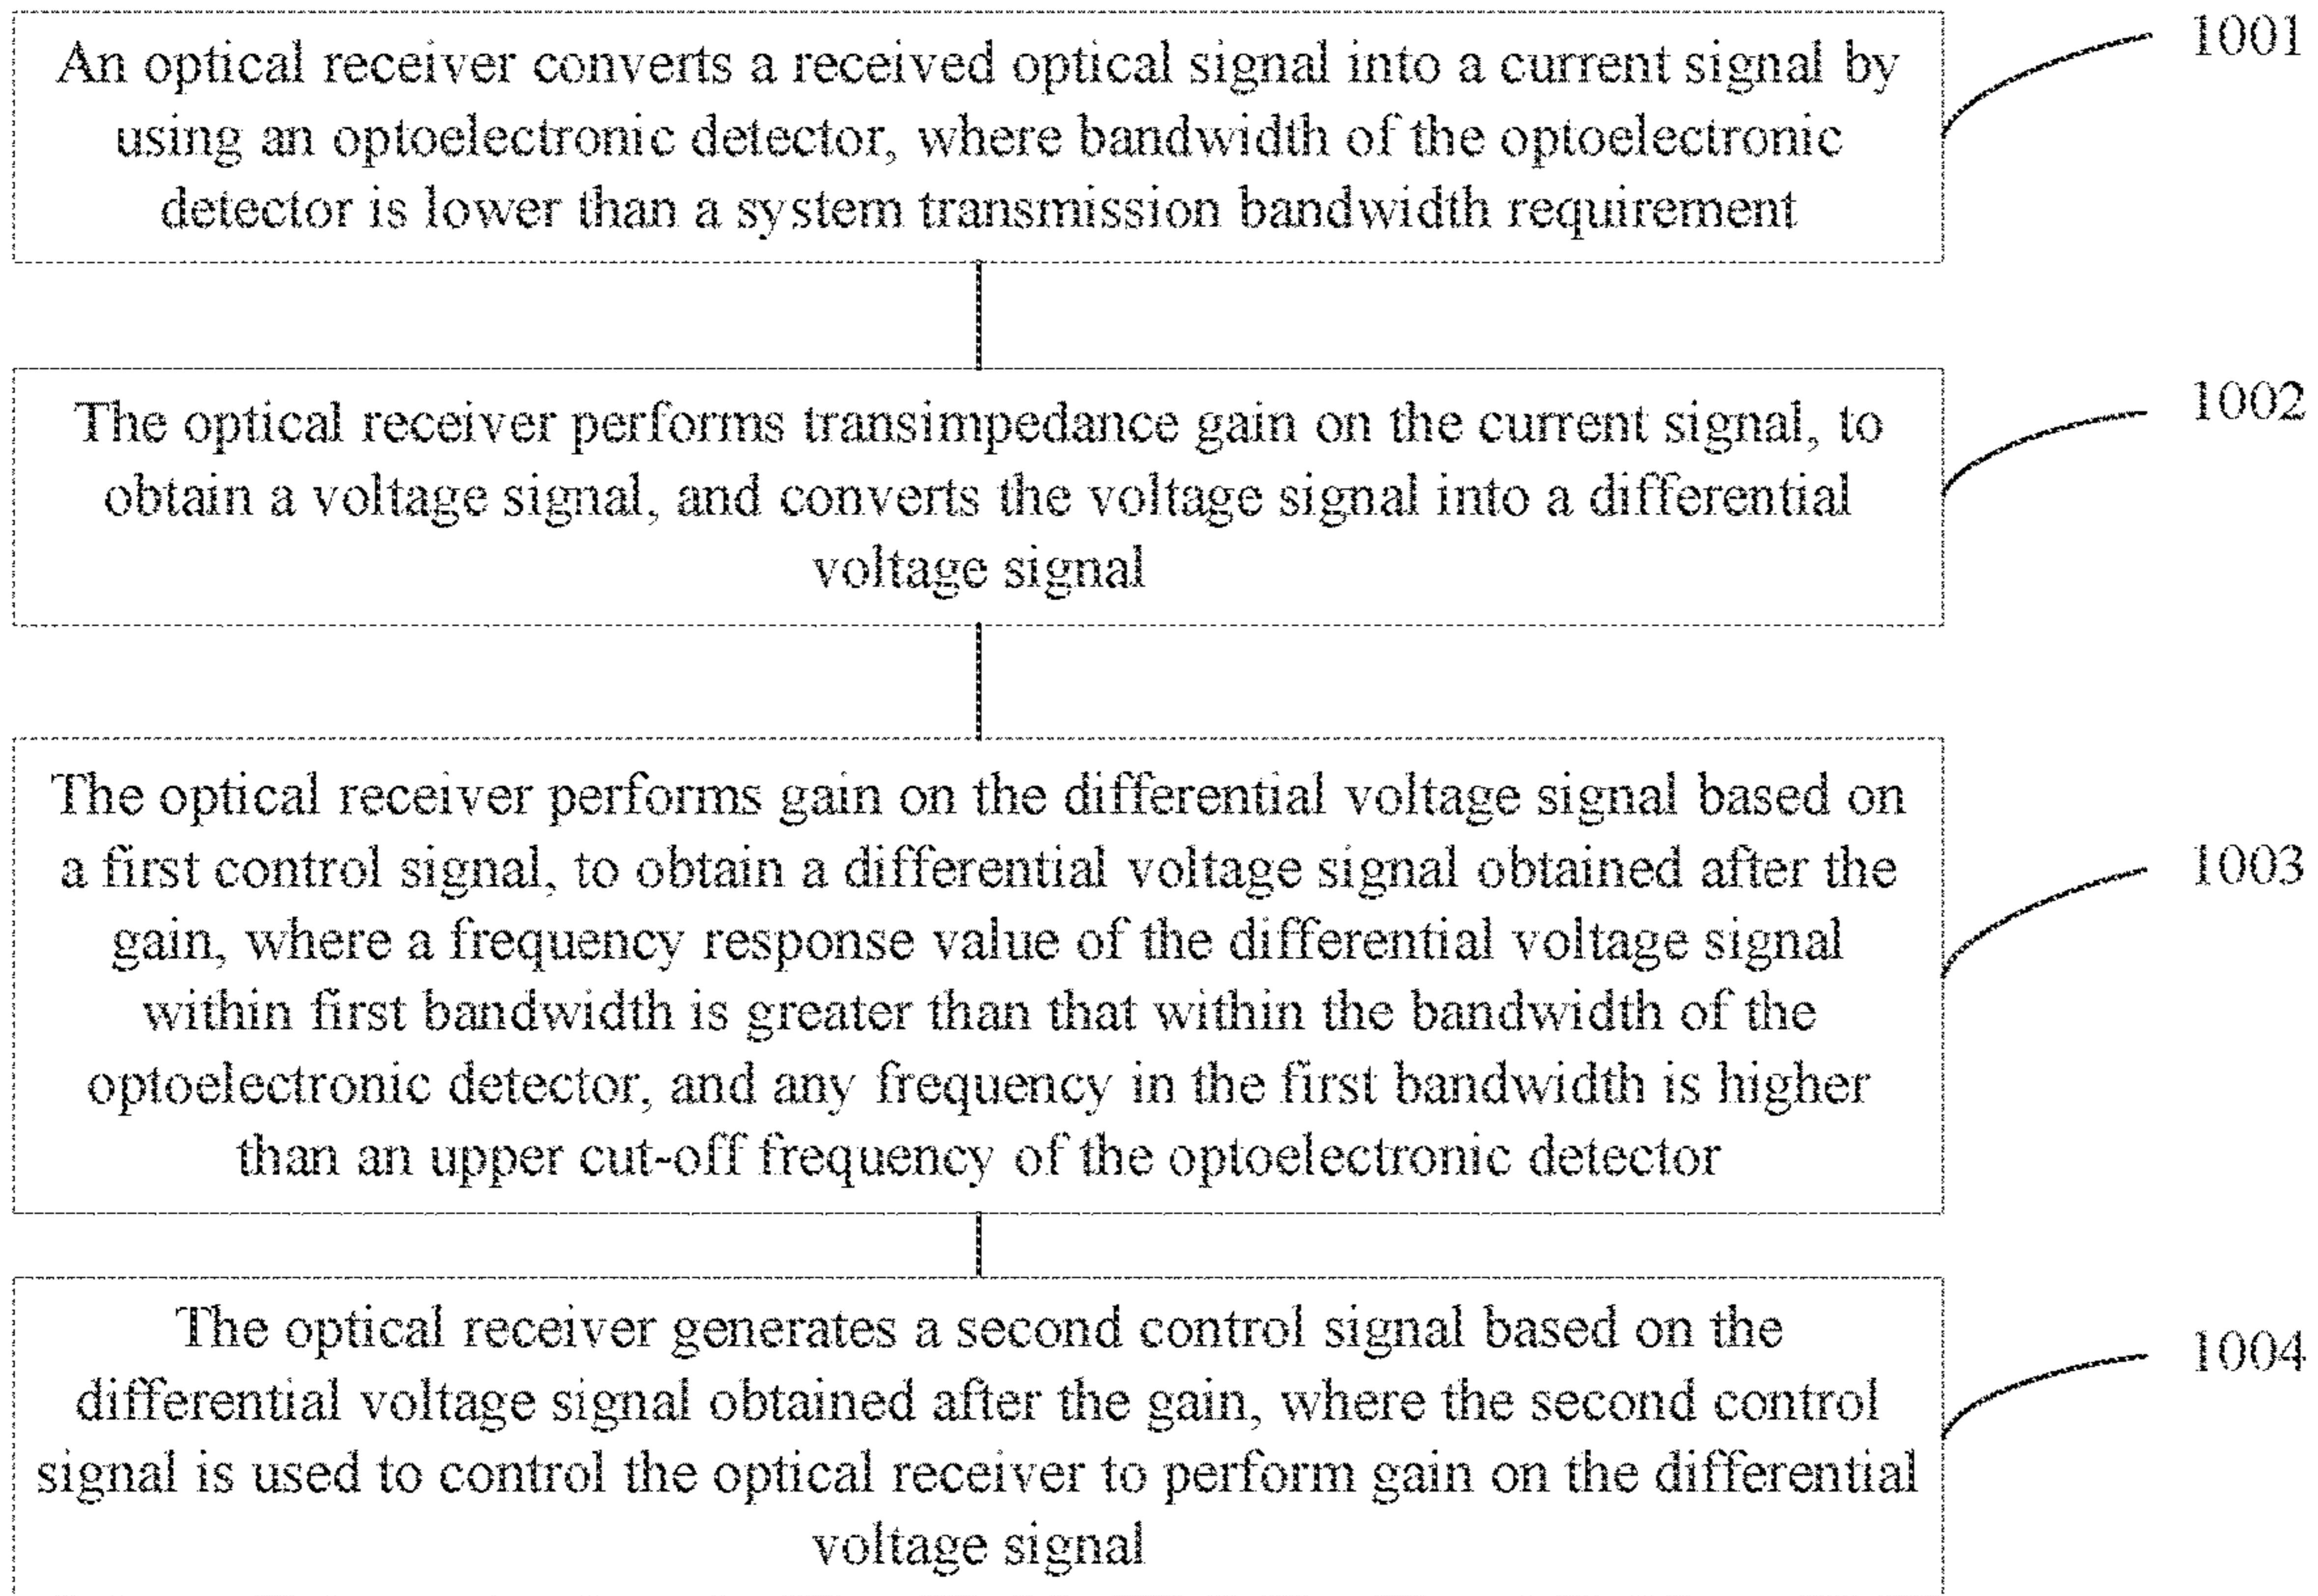 An optical receiver converts a received optical signal into a current signal by
using an optoelectronic detector, where bandwidth of the optoelectronic
detector is lower than a system transmission bandwidth requirement
1001
The optical receiver performs transimpedance gain on the current signal, to
obtain a voltage signal, and converts the voltage signal into a differential
voltage signal
1002
The optical receiver performs gain on the differential voltage signal based on
a first control signal, to obtain a differential voltage signal obtained after the
gain, where a frequency response value of the differential voltage signal
within first bandwidth is greater than that within the bandwidth of the
optoelectronic detector, and any frequency in the first bandwidth is higher
than an upper cut-off frequency of the optoelectronic detector
1003
The optical receiver generates a second control signal based on the
differential voltage signal obtained after the gain, where the second control
signal is used to control the optical receiver to perform gain on the differential
voltage signal
1004